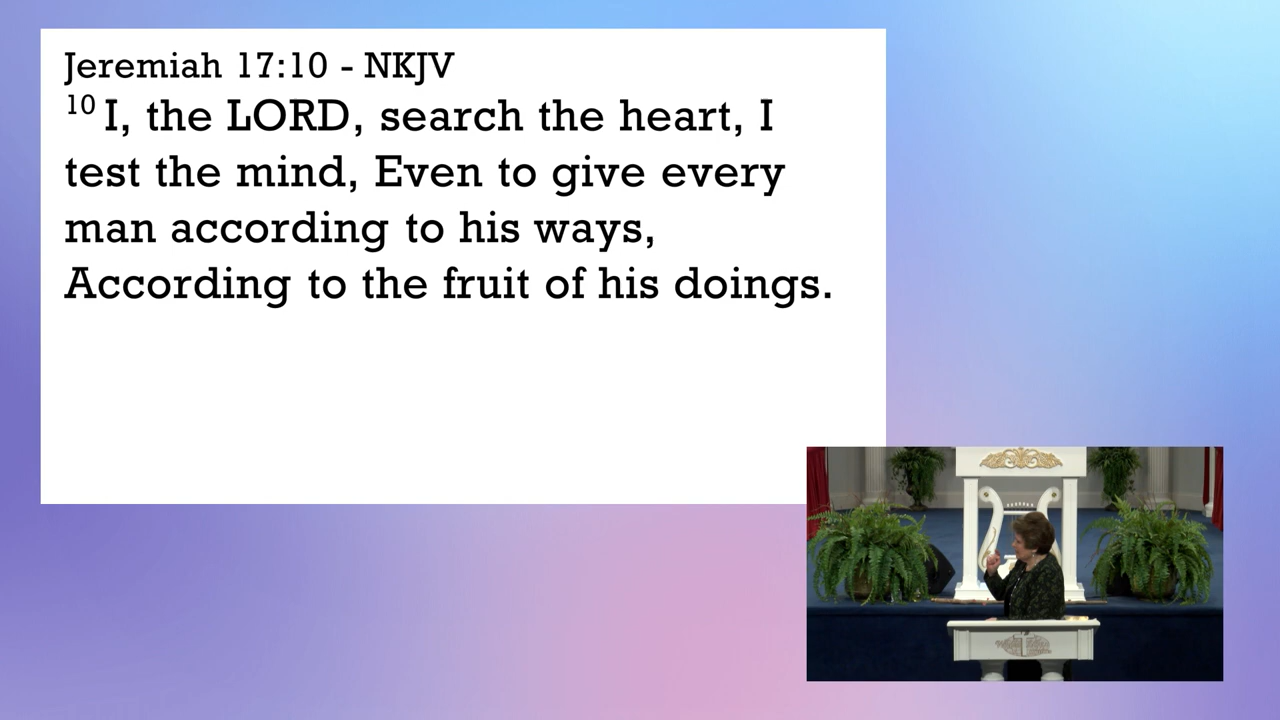 Jeremiah 17:10 - NKJV
10 I, the LORD, search the heart, I
test the mind, Even to give every
man according to his ways,
According to the fruit of his doings.